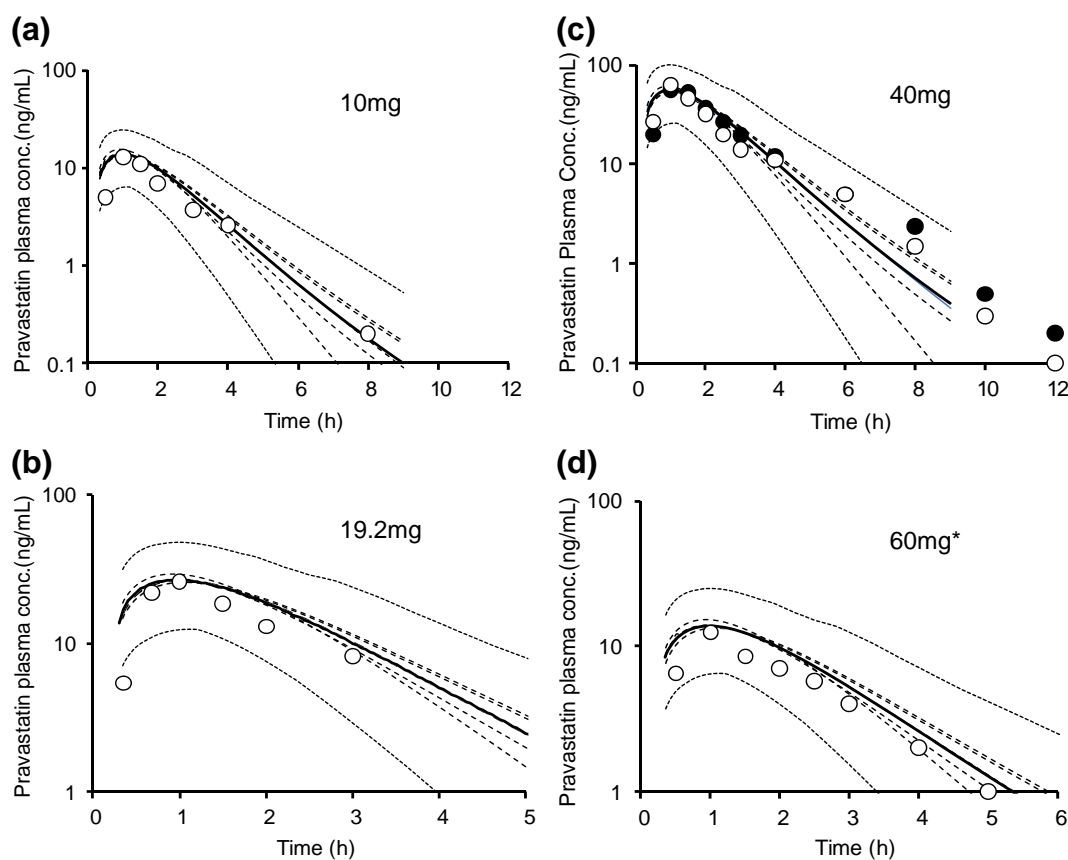 (a)
Pravastatin plasma conc.(ng/mL)
100
10
1
0.1
10mg
0 2 4 6 8 10 12
Time (h)
(c)
Pravastatin Plasma Conc.(ng/mL)
100
10
1
0.1
40mg
0 2 4 6 8 10 12
Time (h)
(b)
Pravastatin plasma conc.(ng/mL)
100
10
1
19.2mg
0 1 2 3 4 5
Time (h)
(d)
Pravastatin plasma conc.(ng/mL)
100
10
1
60mg*
0 1 2 3 4 5 6
Time (h)